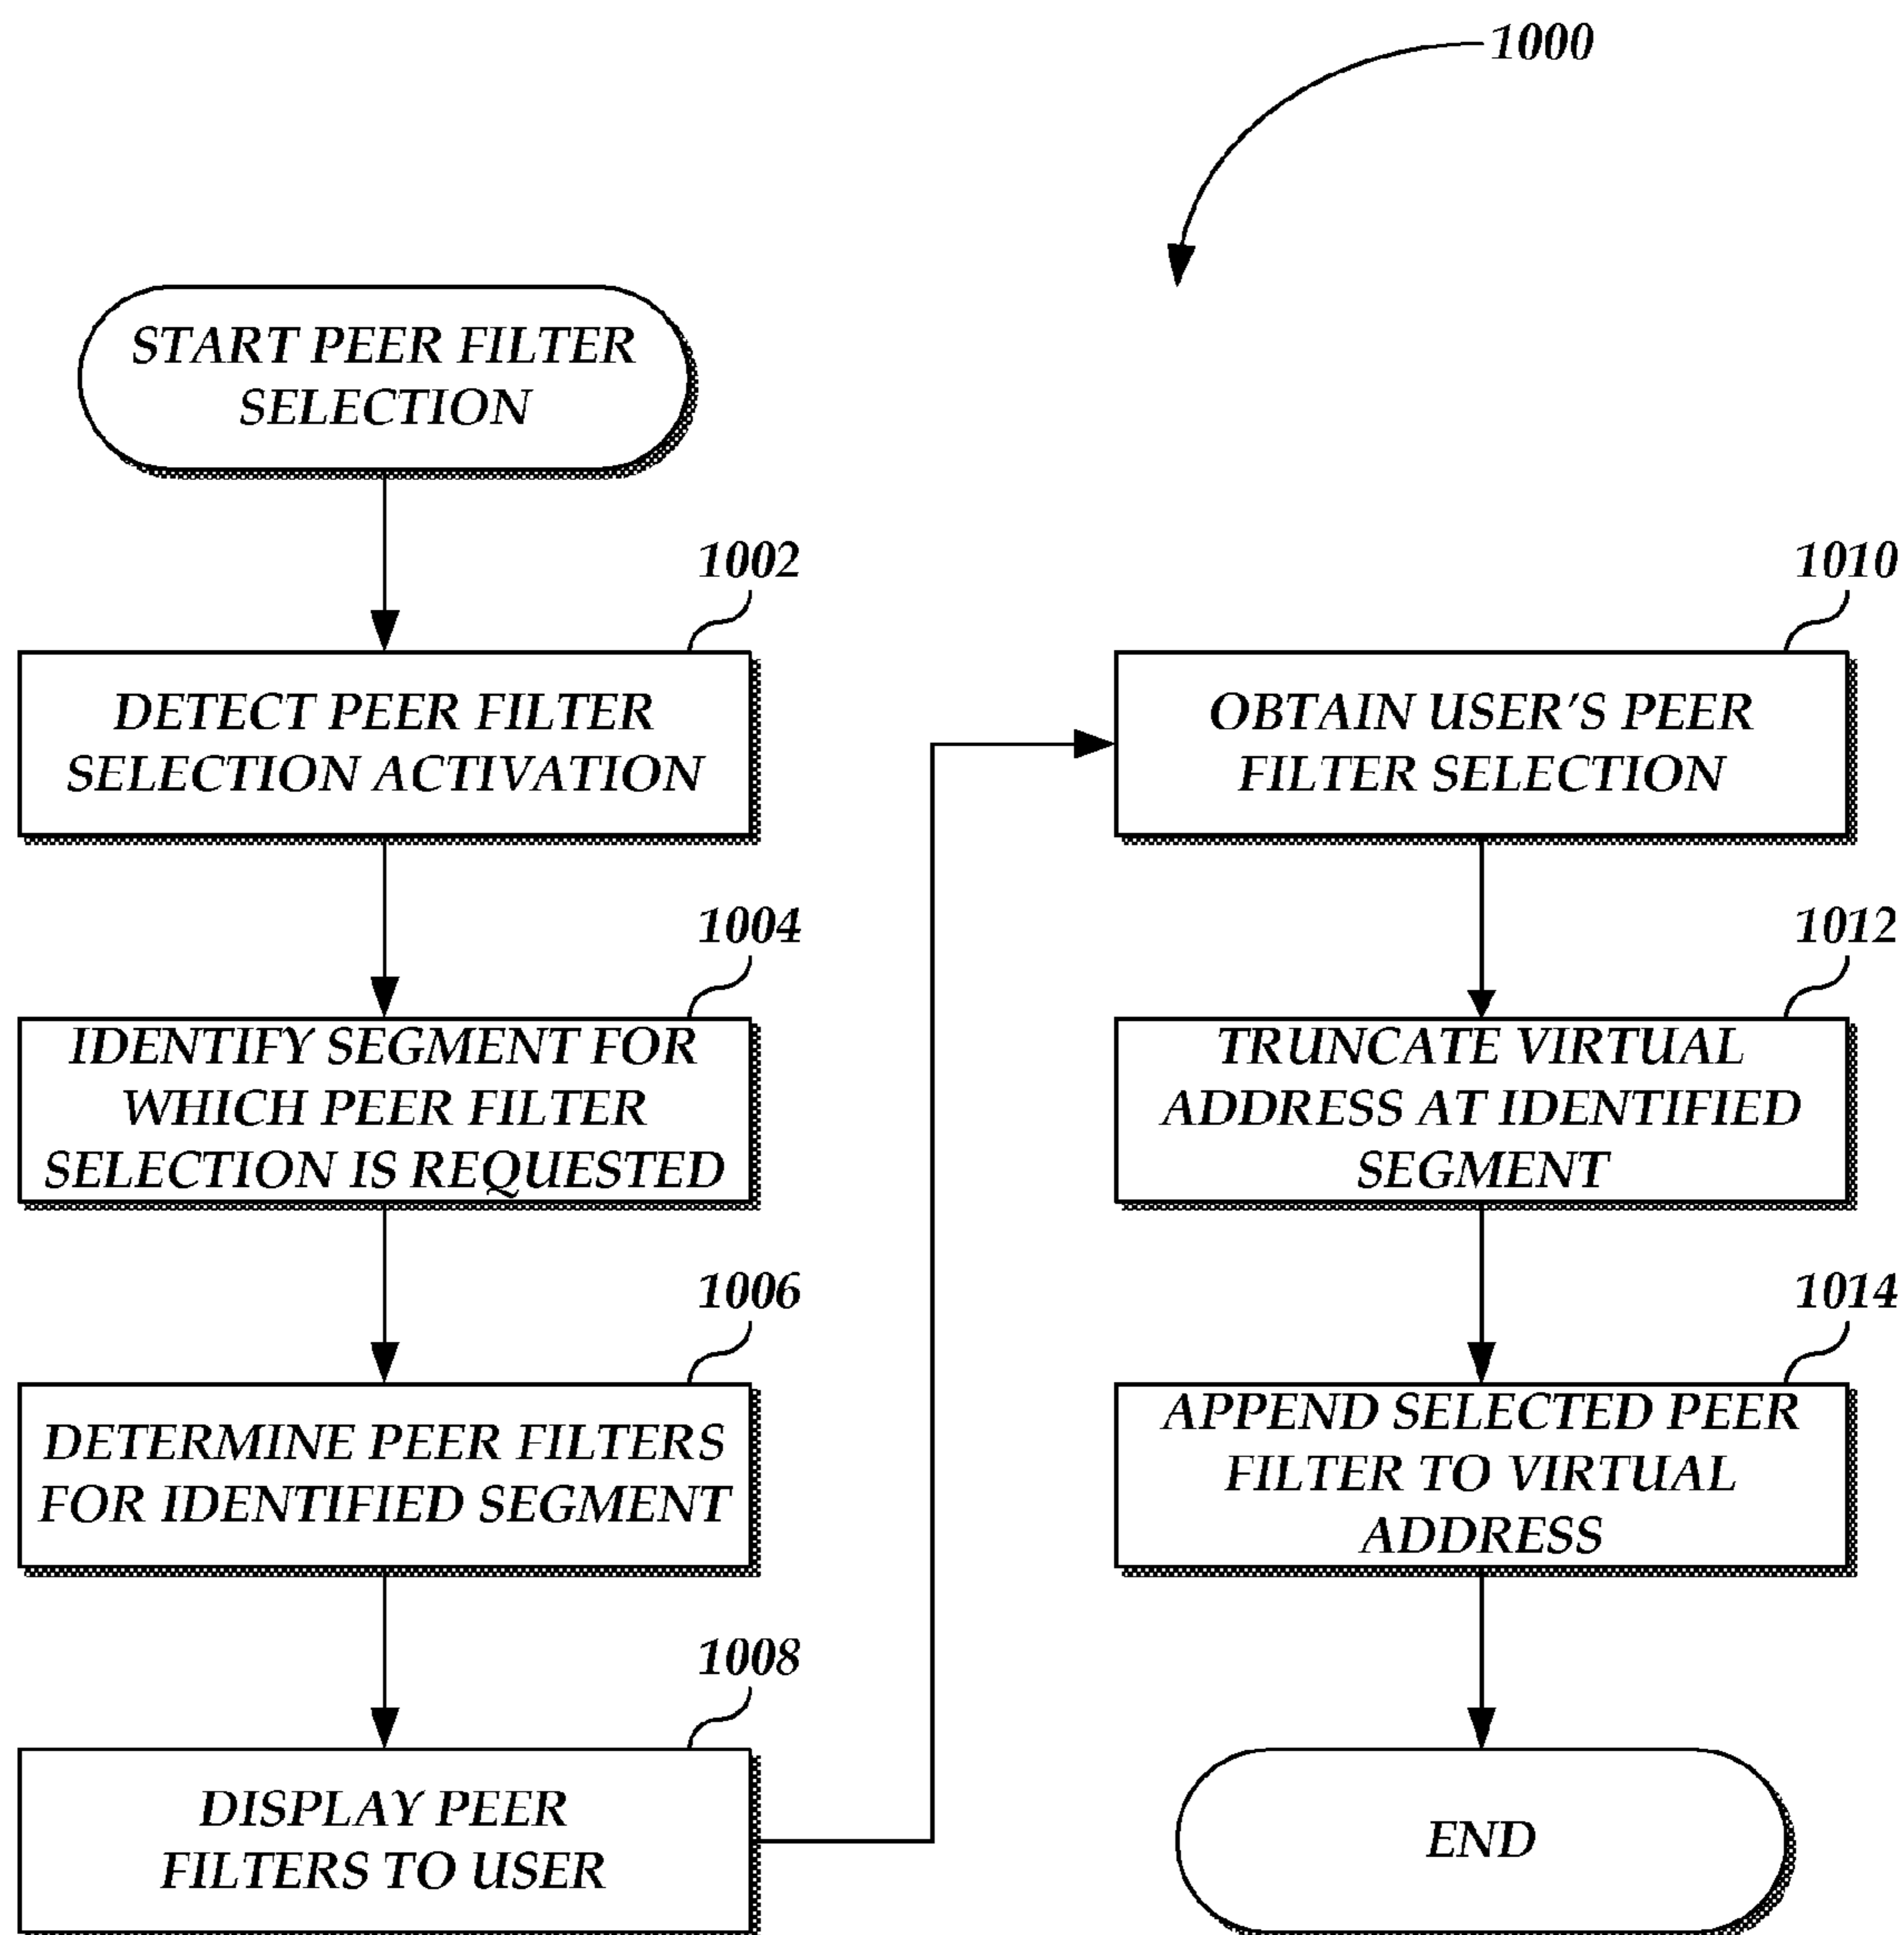 1000
START PEER FILTER
SELECTION
1002
DETECT PEER FILTER
SELECTION ACTIVATION
1004
IDENTIFY SEGMENT FOR
WHICH PEER FILTER
SELECTION IS REQUESTED
1006
DETERMINE PEER FILTERS
FOR IDENTIFIED SEGMENT
1008
DISPLAY PEER
FILTERS TO USER
1010
OBTAIN USER'S PEER
FILTER SELECTION
1012
TRUNCATE VIRTUAL
ADDRESS AT IDENTIFIED
SEGMENT
1014
APPEND SELECTED PEER
FILTER TO VIRTUAL
ADDRESS
END